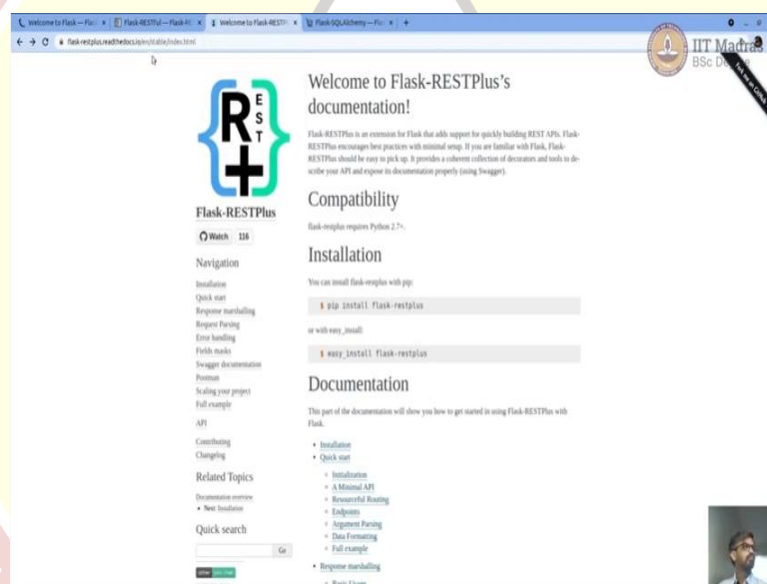 Welcome to Flask — Fla
Flask-RESTful — Flask-RE
Welcome to Flask-RESTP
Flask-SQLAlchemy — Fla
flask-restplus.readthedocs.io/en/stable/index.html
IIT Madras
BSc Degree
Fork me on GitHub
R
E
S
T
+
Flask-RESTPlus
Watch 116
Navigation
Installation
Quick start
Response marshalling
Request Parsing
Error handling
Fields masks
Swagger documentation
Postman
Scaling your project
Full example
API
Contributing
Changelog
Related Topics
Documentation overview
• Next: Installation
Quick search
Go
Welcome to Flask-RESTPlus's
documentation!
Flask-RESTPlus is an extension for Flask that adds support for quickly building REST APIs. Flask-
RESTPlus encourages best practices with minimal setup. If you are familiar with Flask, Flask-
RESTPlus should be easy to pick up. It provides a coherent collection of decorators and tools to de-
scribe your API and expose its documentation properly (using Swagger).
Compatibility
flask-restplus requires Python 2.7+.
Installation
You can install flask-restplus with pip:
$ pip install flask-restplus
or with easy_install:
$ easy_install flask-restplus
Documentation
This part of the documentation will show you how to get started in using Flask-RESTPlus with
Flask.
• Installation
• Quick start
Initialization
A Minimal API
Resourceful Routing
Endpoints
Argument Parsing
Data Formatting
Full example
• Response marshalling
Basic Usage